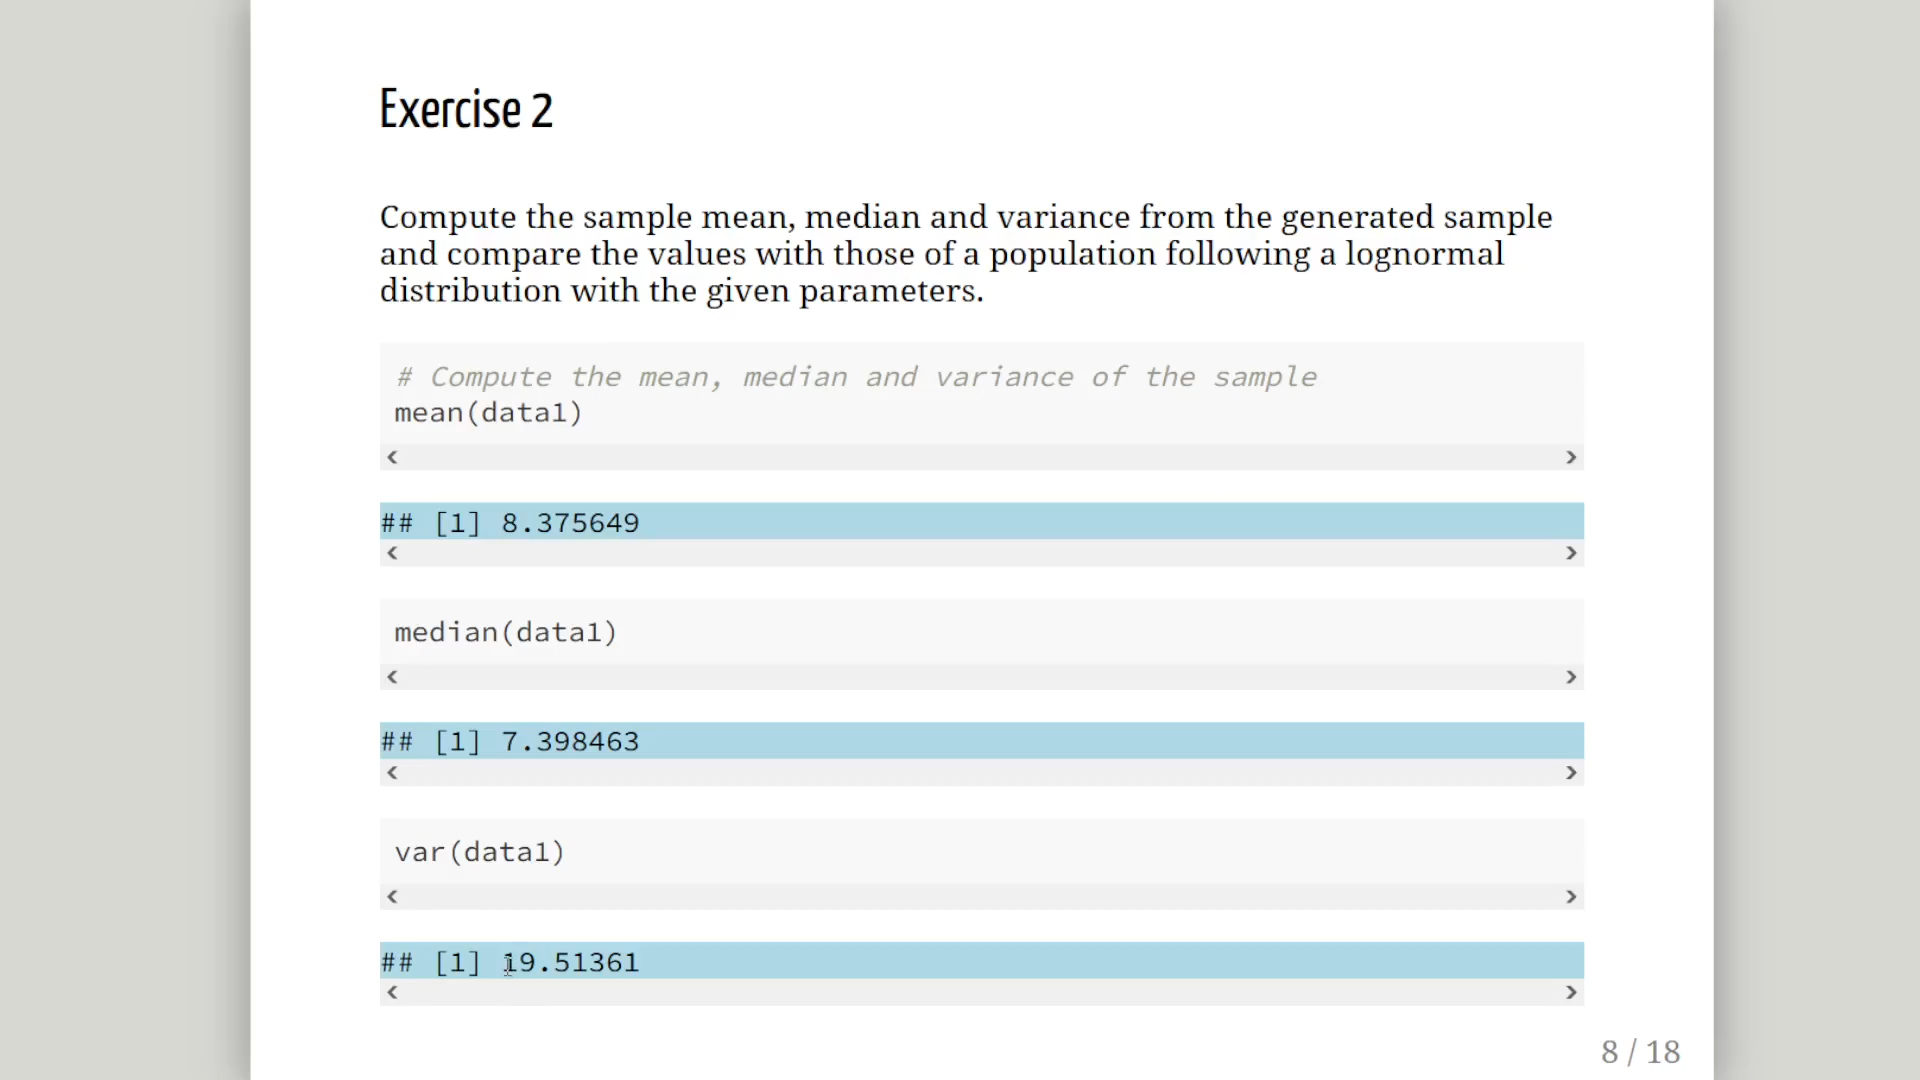 Exercise 2
Compute the sample mean, median and variance from the generated sample
and compare the values with those of a population following a lognormal
distribution with the given parameters.
# Compute the mean, median and variance of the sample
mean(data1)
## [1] 8.375649
median(data1)
## [1] 7.398463
var(data1)
## [1] 19.51361
8 / 18